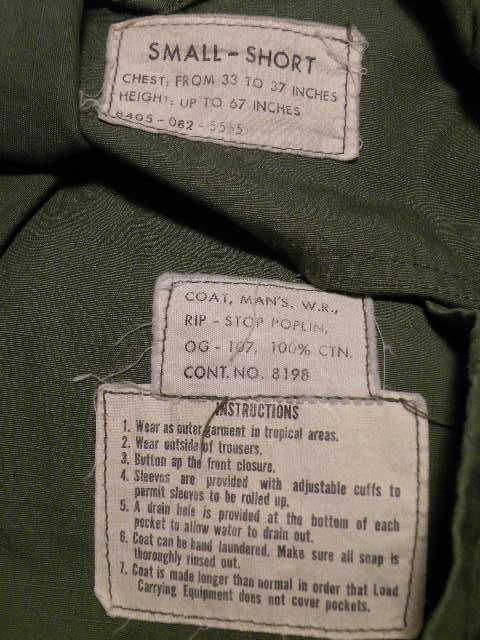 SMALL - SHORT
CHEST: FROM 33 TO 37 INCHES
HEIGHT: UP TO 67 INCHES
8405 - 082 - 5565
COAT, MAN'S, W.R.,
RIP - STOP POPLIN,
OG - 107, 100% CTN.
CONT. NO. 8198
INSTRUCTIONS
1. Wear as outer garment in tropical areas.
2. Wear outside of trousers.
3. Button up the front closure.
4. Sleeves are provided with adjustable cuffs to
permit sleeves to be rolled up.
5. A drain hole is provided at the bottom of each
pocket to allow water to drain out.
6. Coat can be hand laundered. Make sure all soap is
thoroughly rinsed out.
7. Coat is made longer than normal in order that Load
Carrying Equipment does not cover pockets.